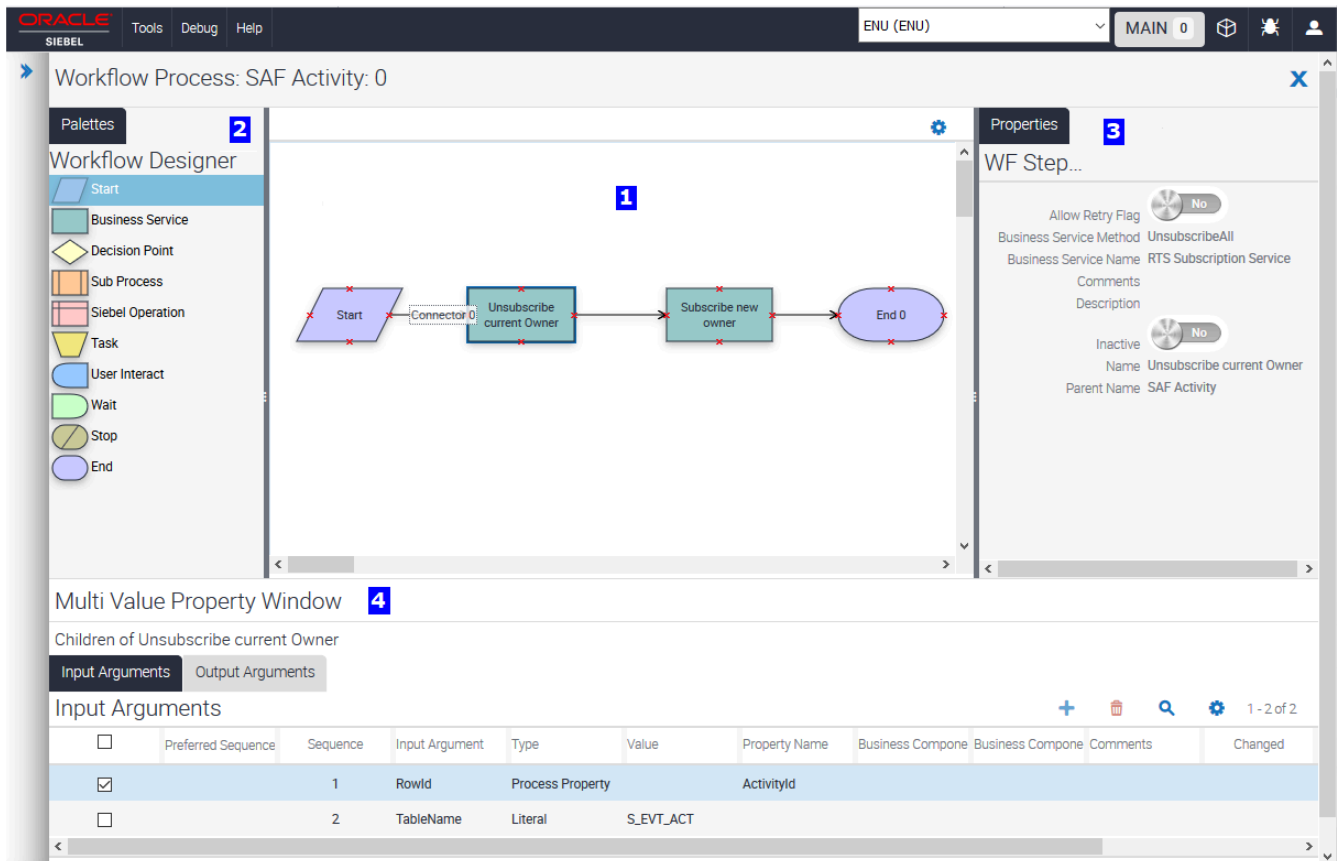 ORACLE
SIEBEL
Tools Debug Help
ENU (ENU)
MAIN 0
Workflow Process: SAF Activity: 0
X
Palettes
2
Workflow Designer
Start
Business Service
Decision Point
Sub Process
Siebel Operation
Task
User Interact
Wait
Stop
End
1
Start
Connector 0
Unsubscribe
current Owner
Subscribe new
owner
End 0
Properties
3
WF Step...
Allow Retry Flag No
Business Service Method UnsubscribeAll
Business Service Name RTS Subscription Service
Comments
Description
Inactive No
Name Unsubscribe current Owner
Parent Name SAF Activity
Multi Value Property Window 4
Children of Unsubscribe current Owner
Input Arguments Output Arguments
Input Arguments
1 - 2 of 2
Preferred Sequence Sequence Input Argument Type Value Property Name Business Compone Business Compone Comments Changed
1 RowId Process Property ActivityId
2 TableName Literal S_EVT_ACT